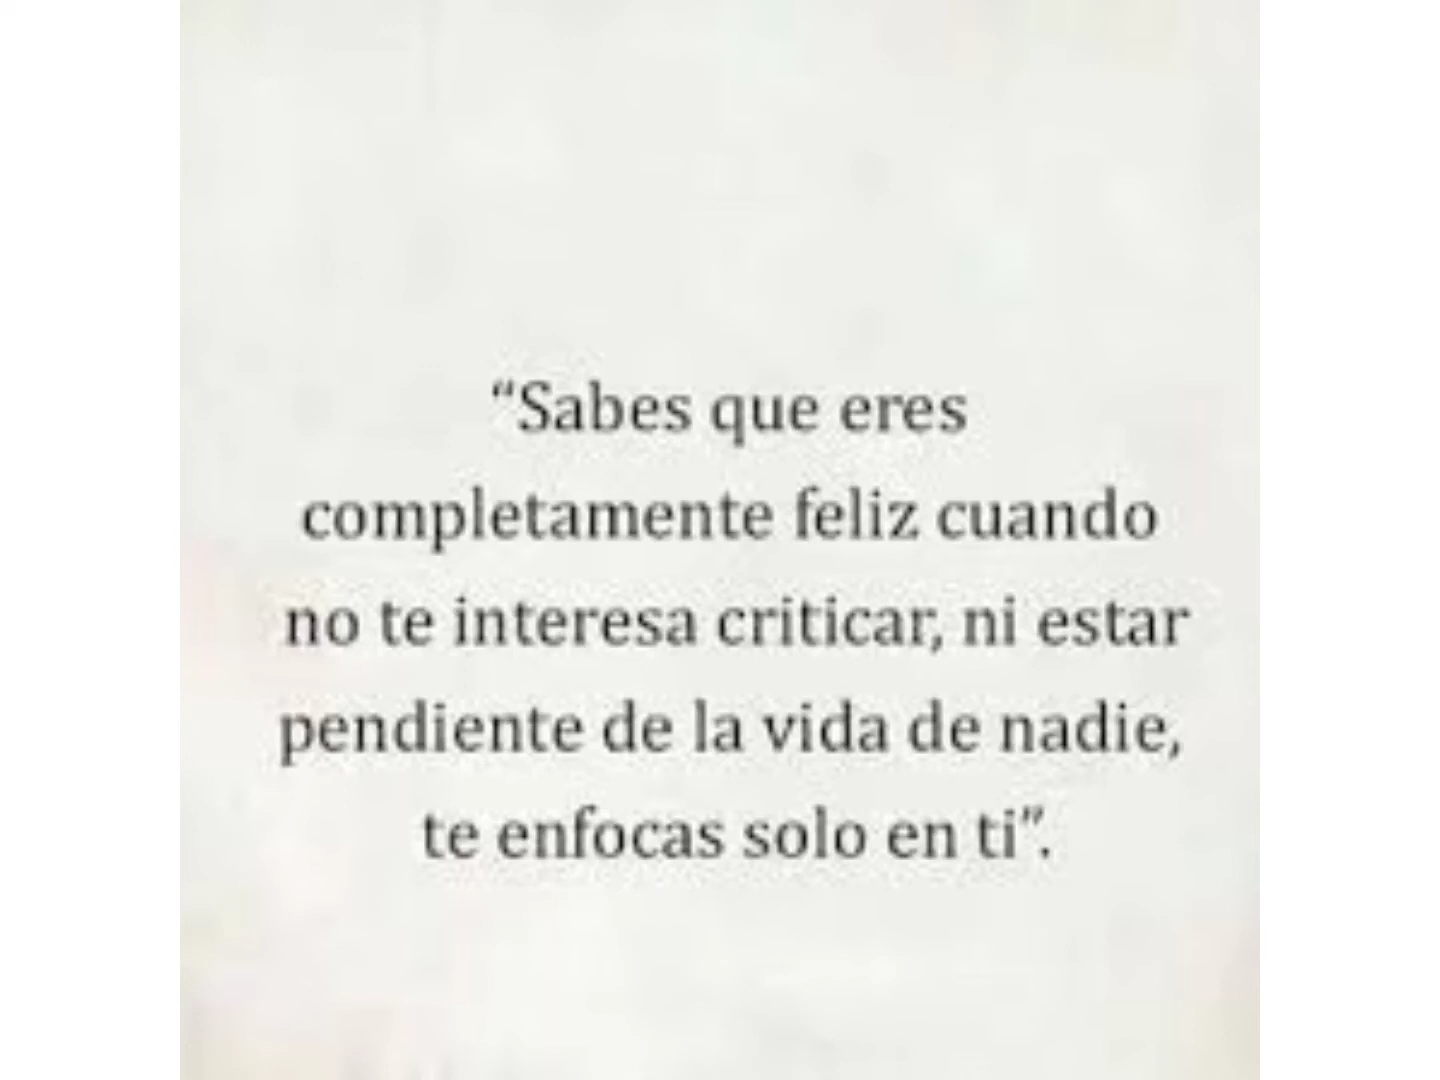 “Sabes que eres
completamente feliz cuando
no te interesa criticar, ni estar
pendiente de la vida de nadie,
te enfocas solo en ti”.